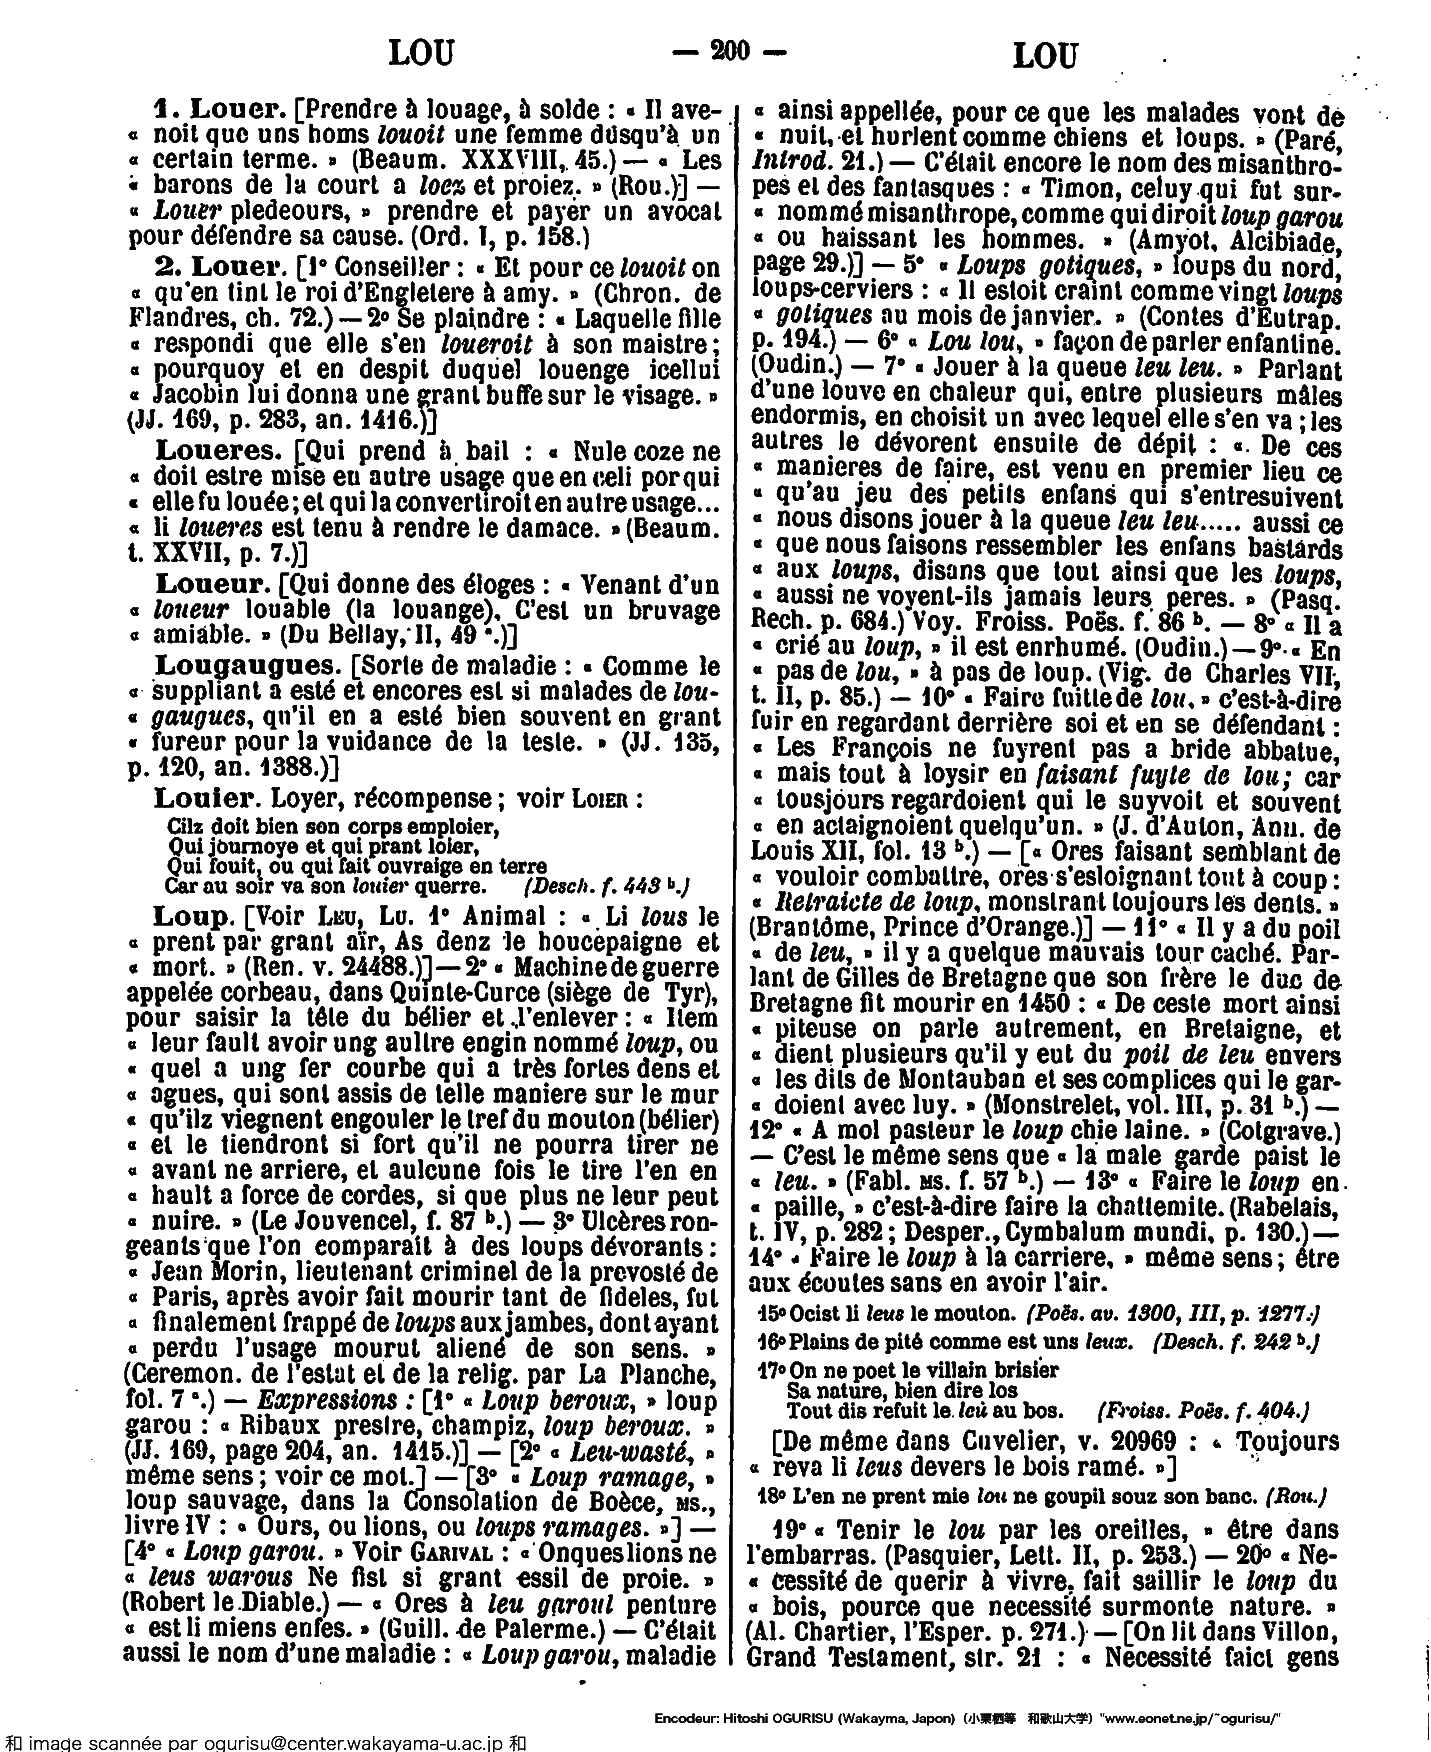 LOU — 200 — LOU
1. Louer. [Prendre à louage, à solde : « Il ave-
« noit que uns homs louoit une femme dusqu'à un
« certain terme. » (Beaum. XXXVIII, 45.) — « Les
« barons de la court a loez et proiez. » (Rou.)] —
« Louer pledeours, » prendre et payer un avocat
pour défendre sa cause. (Ord. I, p. 158.)
2. Louer. [1º Conseiller : « Et pour ce louoit on
« qu'en tint le roi d'Engletere à amy. » (Chron. de
Flandres, ch. 72.) — 2º Se plaindre : « Laquelle fille
« respondi que elle s'en loueroit à son maistre ;
« pourquoy et en despit duquel louenge icellui
« Jacobin lui donna une grant buffe sur le visage. »
(JJ. 169, p. 283, an. 1416.)]
Loueres. [Qui prend à bail : « Nule coze ne
« doit estre mise en autre usage que en celi por qui
« elle fu louée ; et qui la convertiroit en autre usage...
« li loueres est tenu à rendre le damace. » (Beaum.
t. XXVII, p. 7.)]
Loueur. [Qui donne des éloges : « Venant d'un
« loueur louable (la louange). C'est un bruvage
« amiable. » (Du Bellay, II, 49 ª.)]
Lougaugues. [Sorte de maladie : « Comme le
« suppliant a esté et encores est si malades de lou-
« gaugues, qu'il en a esté bien souvent en grant
« fureur pour la vuidance de la teste. » (JJ. 135,
p. 120, an. 1388.)]
Louier. Loyer, récompense ; voir LOIER :
Cilz doit bien son corps emploier,
Qui journoye et qui prant loier,
Qui fouit, ou qui fait ouvraige en terre
Car au soir va son louier querre. (Desch. f. 443 b.)
Loup. [Voir LEU, LU. 1º Animal : « Li lous le
« prent par grant aïr, As denz le houcepaigne et
« mort. » (Ren. v. 24488.)] — 2º « Machine de guerre
appelée corbeau, dans Quinte-Curce (siège de Tyr),
pour saisir la tête du bélier et l'enlever : « Item
« leur fault avoir ung aultre engin nommé loup, ou
« quel a ung fer courbe qui a très fortes dens et
« agues, qui sont assis de telle maniere sur le mur
« qu'ilz viegnent engouler le tref du mouton (bélier)
« et le tiendront si fort qu'il ne pourra tirer ne
« avant ne arriere, et aulcune fois le tire l'en en
« hault a force de cordes, si que plus ne leur peut
« nuire. » (Le Jouvencel, f. 87 b.) — 3º Ulcères ron-
geants que l'on comparait à des loups dévorants :
« Jean Morin, lieutenant criminel de la prevosté de
« Paris, après avoir fait mourir tant de fideles, fut
« finalement frappé de loups aux jambes, dont ayant
« perdu l'usage mourut aliené de son sens. »
(Ceremon. de l'estat et de la relig. par La Planche,
fol. 7 ª.) — Expressions : [1º « Loup beroux, » loup
garou : « Ribaux prestre, champiz, loup beroux. »
(JJ. 169, page 204, an. 1415.)] — [2º « Leu-wasté, »
même sens ; voir ce mot.] — [3º « Loup ramage, »
loup sauvage, dans la Consolation de Boèce, MS.,
livre IV : « Ours, ou lions, ou loups ramages. »] —
[4º « Loup garou. » Voir GARIVAL : « Onques lions ne
« leus warous Ne fist si grant essil de proie. »
(Robert le Diable.) — « Ores à leu garoul penture
« est li miens enfes. » (Guill. de Palerme.) — C'était
aussi le nom d'une maladie : « Loup garou, maladie
« ainsi appellée, pour ce que les malades vont de
« nuit, et hurlent comme chiens et loups. » (Paré,
Introd. 21.) — C'était encore le nom des misanthro-
pes et des fantasques : « Timon, celuy qui fut sur-
« nommé misanthrope, comme qui diroit loup garou
« ou haissant les hommes. » (Amyot, Alcibiade,
page 29.)] — 5º « Loups gotiques, » loups du nord,
loups-cerviers : « Il estoit craint comme vingt loups
« gotiques au mois de janvier. » (Contes d'Eutrap.
p. 194.) — 6º « Lou lou, » façon de parler enfantine.
(Oudin.) — 7º « Jouer à la queue leu leu. » Parlant
d'une louve en chaleur qui, entre plusieurs mâles
endormis, en choisit un avec lequel elle s'en va ; les
autres le dévorent ensuite de dépit : « De ces
« manieres de faire, est venu en premier lieu ce
« qu'au jeu des petits enfans qui s'entresuivent
« nous disons jouer à la queue leu leu..... aussi ce
« que nous faisons ressembler les enfans bastards
« aux loups, disans que tout ainsi que les loups,
« aussi ne voyent-ils jamais leurs peres. » (Pasq.
Rech. p. 684.) Voy. Froiss. Poës. f. 86 b. — 8º « Il a
« crié au loup, » il est enrhumé. (Oudin.) — 9º « En
« pas de lou, » à pas de loup. (Vig. de Charles VII,
t. II, p. 85.) — 10º « Faire fuitte de lou, » c'est-à-dire
fuir en regardant derrière soi et en se défendant :
« Les François ne fuyrent pas a bride abbatue,
« mais tout à loysir en faisant fuyte de lou ; car
« tousjours regardoient qui le suyvoit et souvent
« en actaignoient quelqu'un. » (J. d'Auton, Ann. de
Louis XII, fol. 13 b.) — [« Ores faisant semblant de
« vouloir combattre, ores s'esloignant tout à coup :
« Retraicte de loup, monstrant toujours les dents. »
(Brantôme, Prince d'Orange.)] — 11º « Il y a du poil
« de leu, » il y a quelque mauvais tour caché. Par-
lant de Gilles de Bretagne que son frère le duc de
Bretagne fit mourir en 1450 : « De ceste mort ainsi
« piteuse on parle autrement, en Bretaigne, et
« dient plusieurs qu'il y eut du poil de leu envers
« les dits de Montauban et ses complices qui le gar-
« doient avec luy. » (Monstrelet, vol. III, p. 31 b.) —
12º « A mol pasteur le loup chie laine. » (Cotgrave.)
— C'est le même sens que « la male garde paist le
« leu. » (Fabl. MS. f. 57 b.) — 13º « Faire le loup en
« paille, » c'est-à-dire faire la chattemite. (Rabelais,
t. IV, p. 282 ; Desper., Cymbalum mundi, p. 130.) —
14º « Faire le loup à la carriere, » même sens ; être
aux écoutes sans en avoir l'air.
15º Ocist li leus le mouton. (Poës. av. 1300, III, p. 1277.)
16º Plains de pité comme est uns leux. (Desch. f. 242 b.)
17º On ne poet le villain brisier
Sa nature, bien dire los
Tout dis refuit le leu au bos. (Froiss. Poës. f. 404.)
[De même dans Cuvelier, v. 20969 : « Toujours
« reva li leus devers le bois ramé. »]
18º L'en ne prent mie lou ne goupil souz son banc. (Rou.)
19º « Tenir le lou par les oreilles, » être dans
l'embarras. (Pasquier, Lett. II, p. 253.) — 20º « Ne-
« cessité de querir à vivre, fait saillir le loup du
« bois, pource que necessité surmonte nature. »
(Al. Chartier, l'Esper. p. 271.) — [On lit dans Villon,
Grand Testament, str. 21 : « Necessité faict gens
Encodeur: Hitoshi OGURISU (Wakayma, Japon) (小栗栖等 和歌山大学) "www.eonet.ne.jp/~ogurisu/"
和 image scannée par ogurisu@center.wakayama-u.ac.jp 和